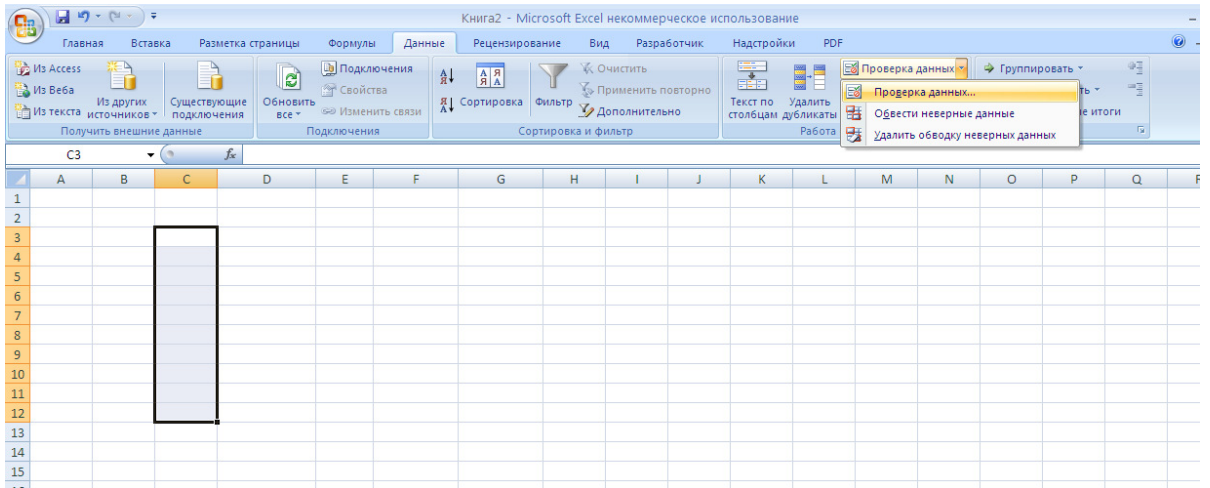 Книга2 - Microsoft Excel некоммерческое использование
Главная Вставка Разметка страницы Формулы Данные Рецензирование Вид Разработчик Надстройки PDF
Из Access
Из Веба
Из текста
Из других
источников
Существующие
подключения
Получить внешние данные
Обновить
все
Подключения
Свойства
Изменить связи
Подключения
Сортировка
Фильтр
Очистить
Применить повторно
Дополнительно
Сортировка и фильтр
Текст по
столбцам
Удалить
дубликаты
Проверка данных
Работа
Группировать
Проверка данных...
Обвести неверные данные
Удалить обводку неверных данных
C3
fx
A B C D E F G H I J K L M N O P Q
1
2
3
4
5
6
7
8
9
10
11
12
13
14
15